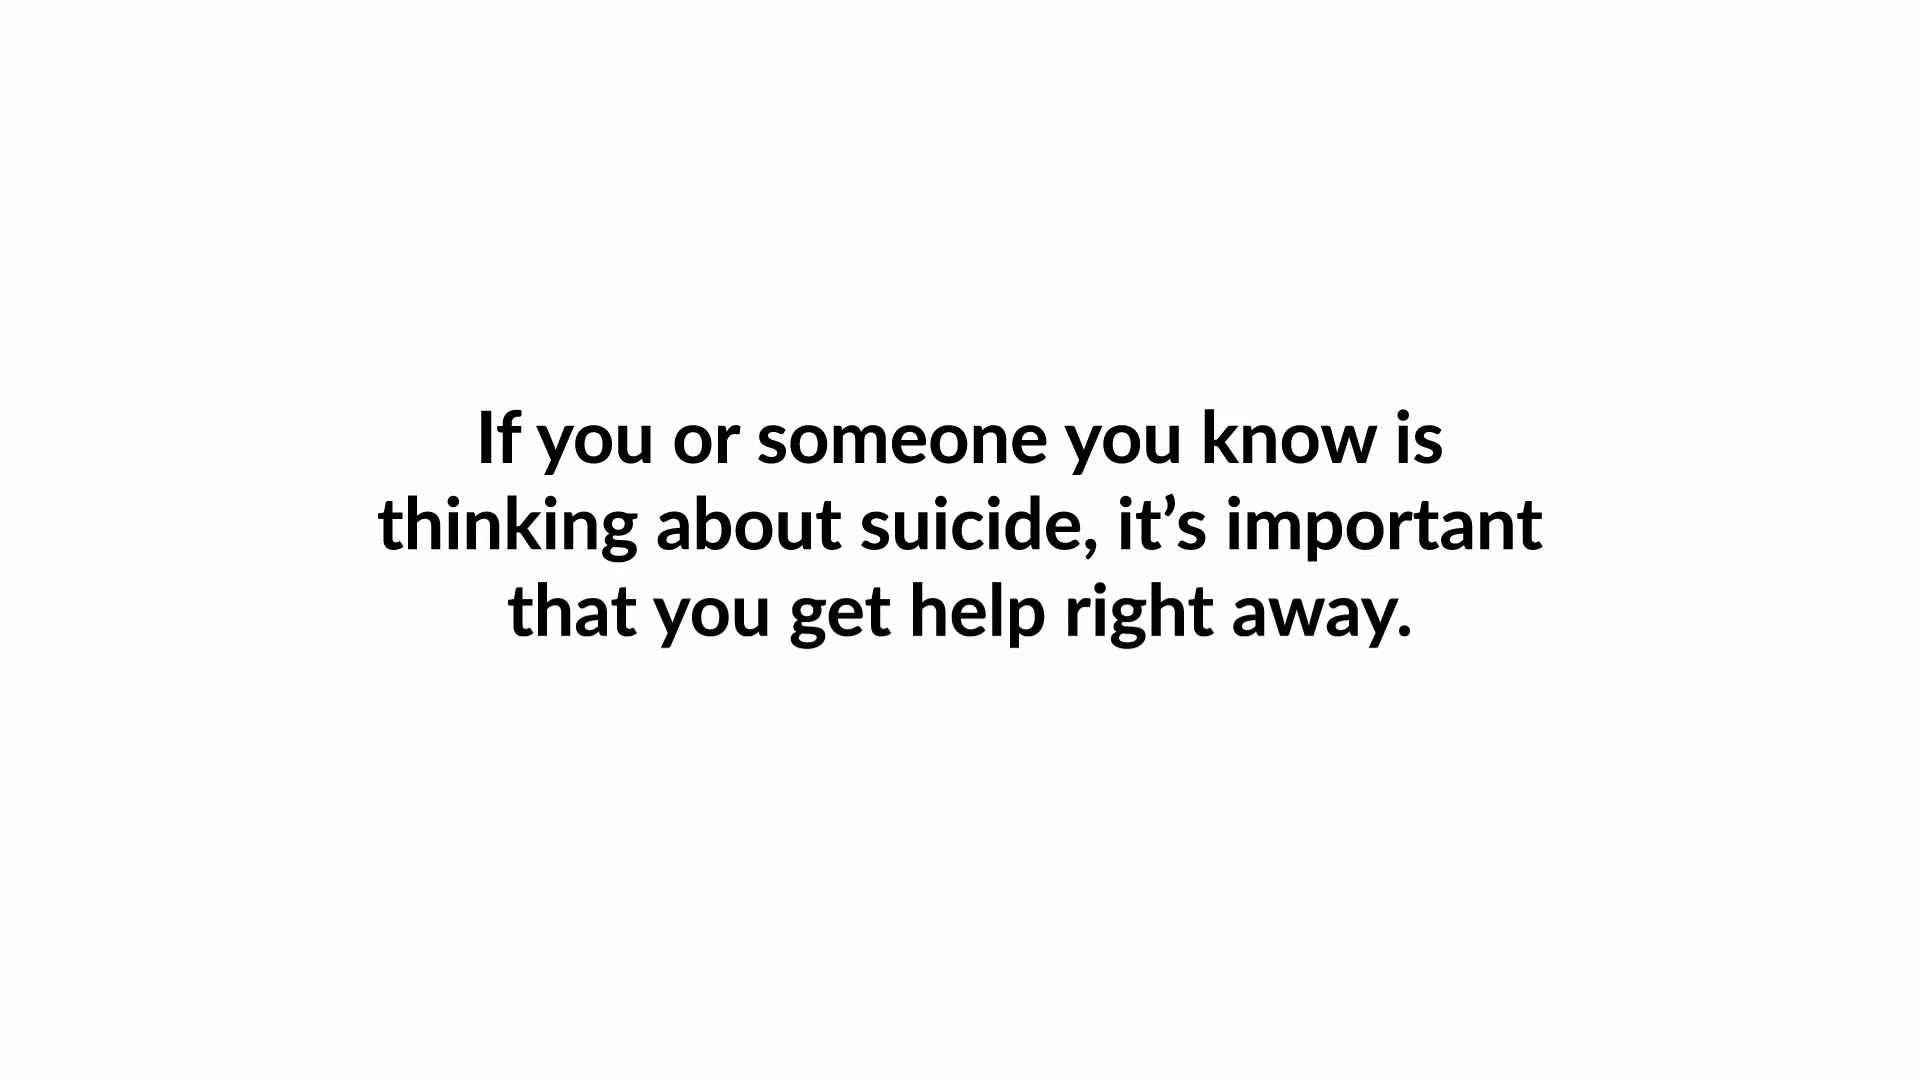 If you or someone you know is
thinking about suicide, it’s important
that you get help right away.